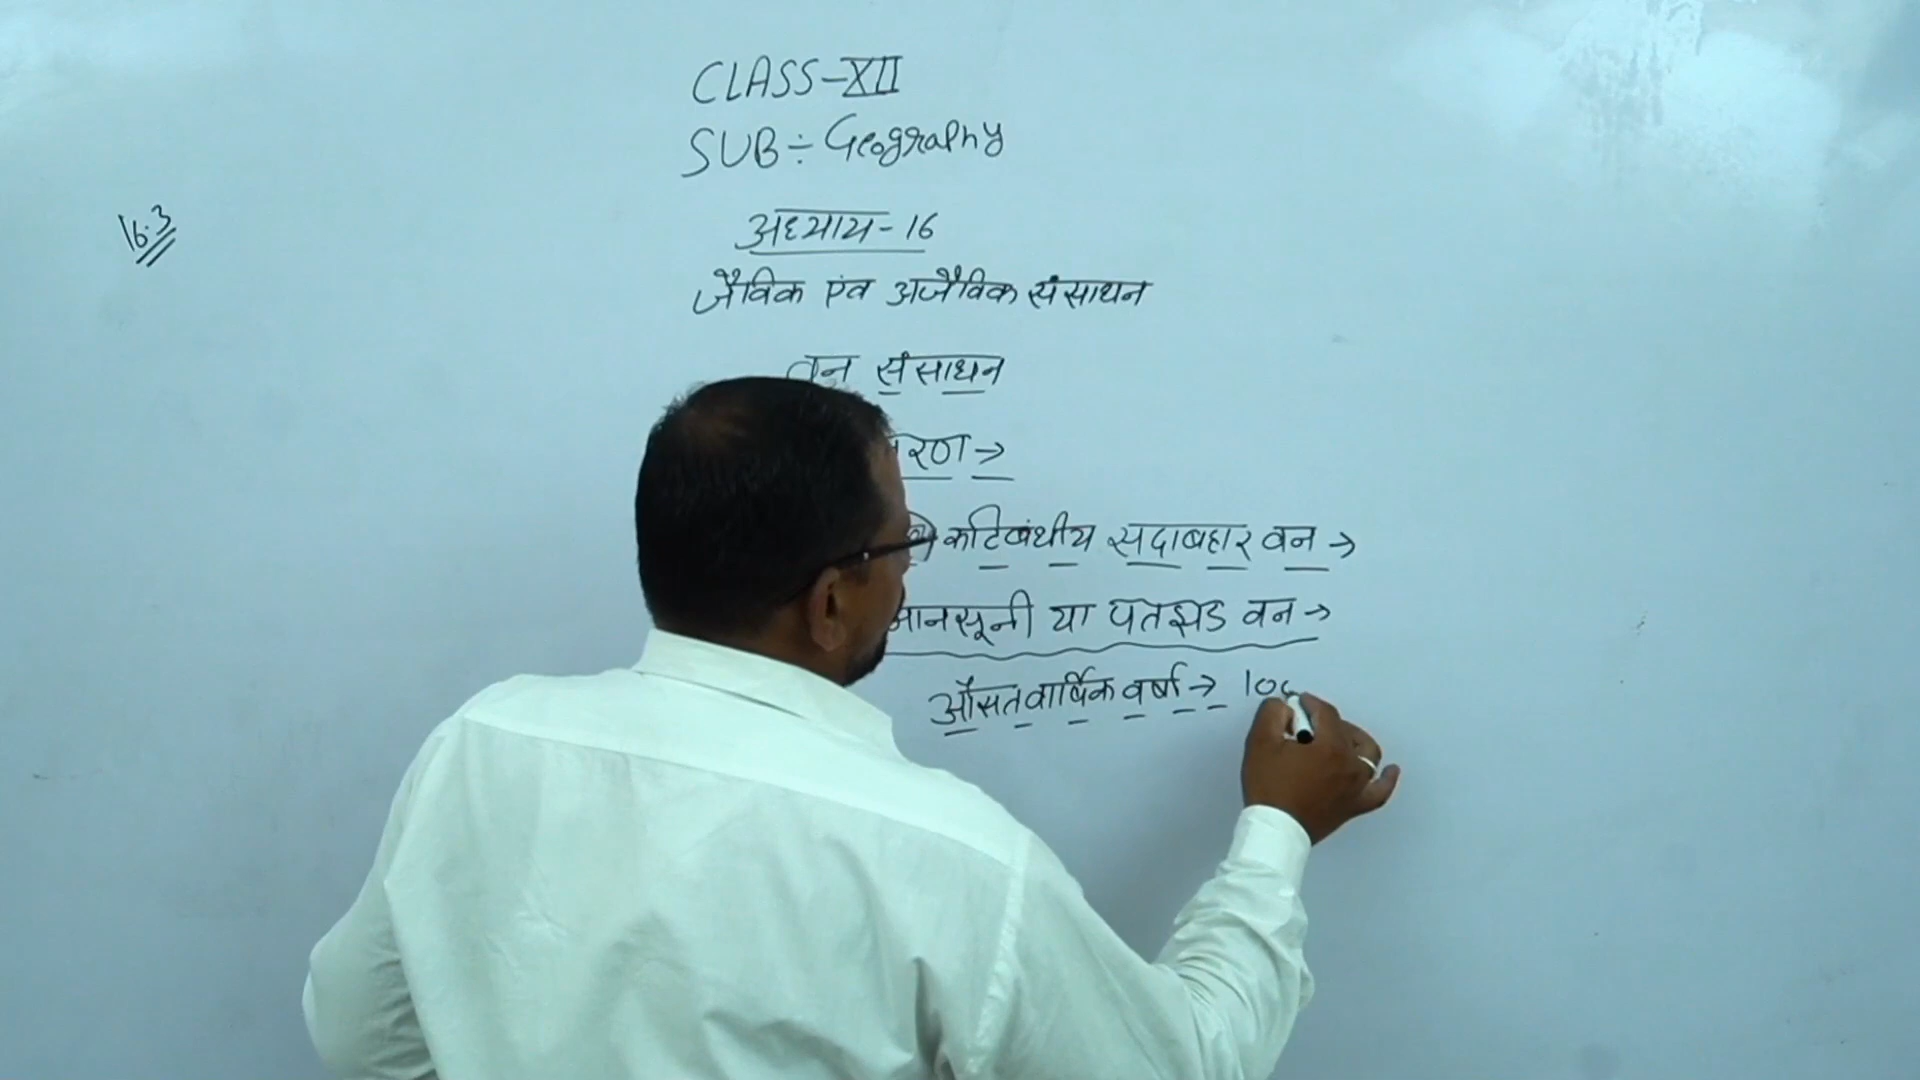 CLASS-XII
SUB÷Geography
16.3
अध्याय-16
जैविक एंव अजैविक संसाधन
वन संसाधन
रण→
कटिबंधीय सदाबहार वन→
मानसूनी या पतझड वन→
औसत वार्षिक वर्षा→ 100